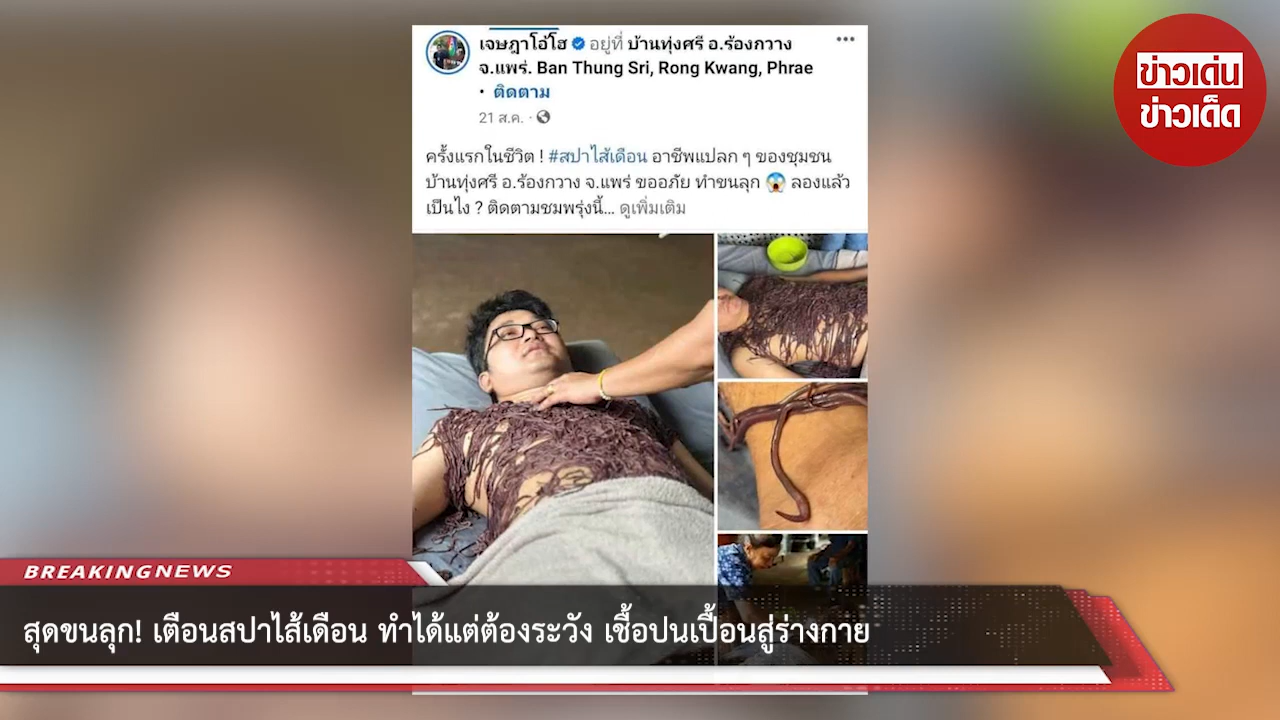 เจษฎาโอ้โฮ อยู่ที่ บ้านทุ่งศรี อ.ร้องกวาง
จ.แพร่. Ban Thung Sri, Rong Kwang, Phrae
· ติดตาม
21 ส.ค. ·
ครั้งแรกในชีวิต ! #สปาไส้เดือน อาชีพแปลก ๆ ของชุมชน
บ้านทุ่งศรี อ.ร้องกวาง จ.แพร่ ขออภัย ทำขนลุก 😱 ลองแล้ว
เป็นไง ? ติดตามชมพรุ่งนี้... ดูเพิ่มเติม
ข่าวเด่น
ข่าวเด็ด
BREAKINGNEWS
สุดขนลุก! เตือนสปาไส้เดือน ทำได้แต่ต้องระวัง เชื้อปนเปื้อนสู่ร่างกาย